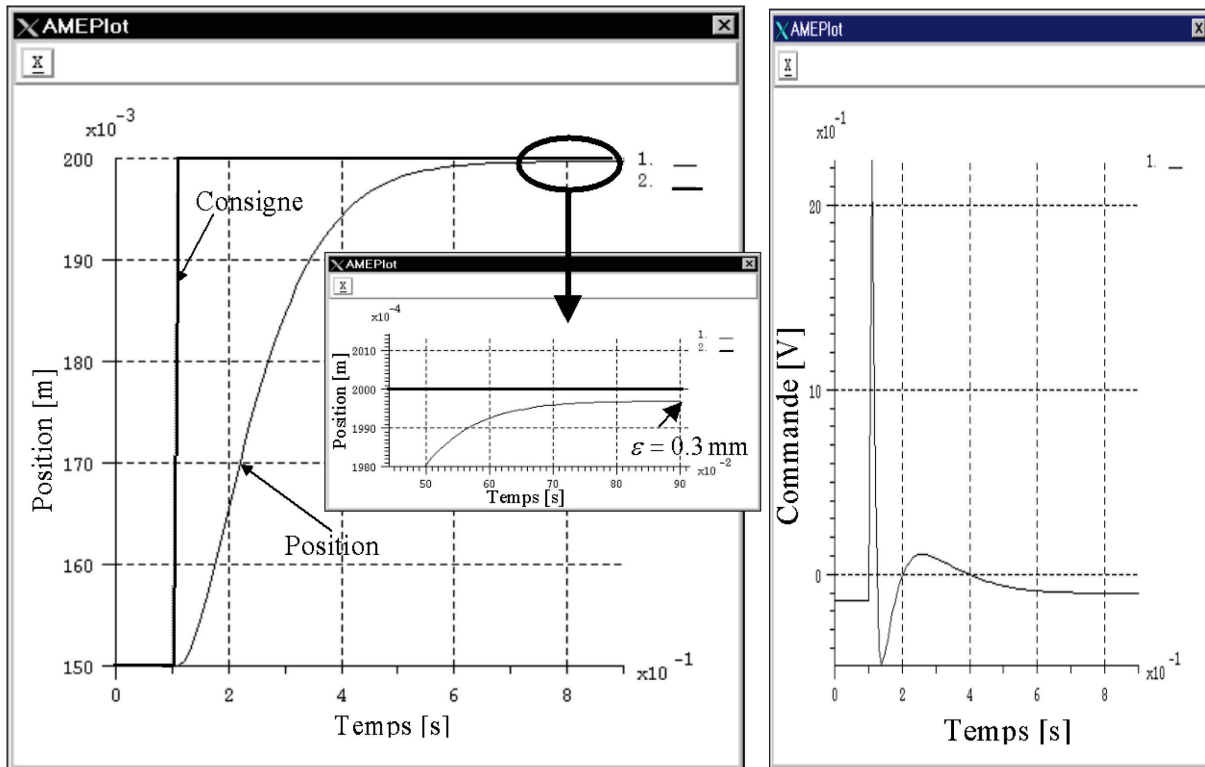 AMEPlot
X
x10^-3
200
190
180
170
160
150
Position [m]
Consigne
Position
1.
2.
0 2 4 6 8
x10^-1
Temps [s]
AMEPlot
X
x10^-4
2010
2000
1990
1980
Position [m]
1.
2.
ε = 0.3 mm
50 60 70 80 90
x10^-2
Temps [s]
AMEPlot
X
x10^-1
20
10
0
Commande [V]
1.
0 2 4 6 8
x10^-1
Temps [s]